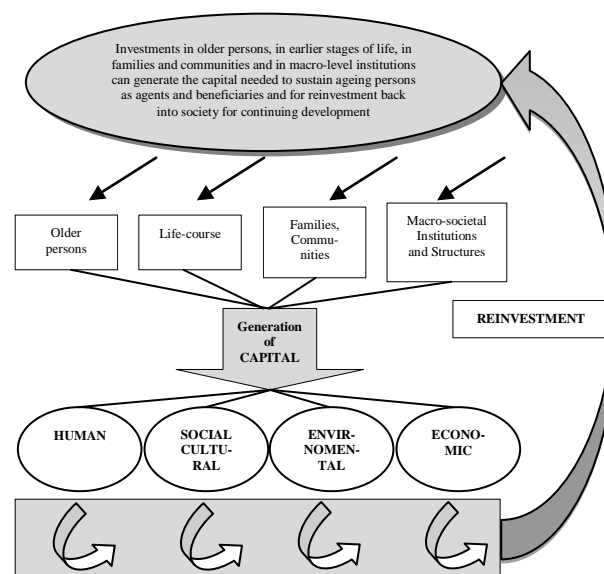 Investments in older persons, in earlier stages of life, in
families and communities and in macro-level institutions
can generate the capital needed to sustain ageing persons
as agents and beneficiaries and for reinvestment back
into society for continuing development
Older
persons
Life-course
Families,
Commu-
nities
Macro-societal
Institutions
and Structures
REINVESTMENT
Generation
of
CAPITAL
HUMAN
SOCIAL
CULTU-
RAL
ENVIR-
NOMEN-
TAL
ECONO-
MIC